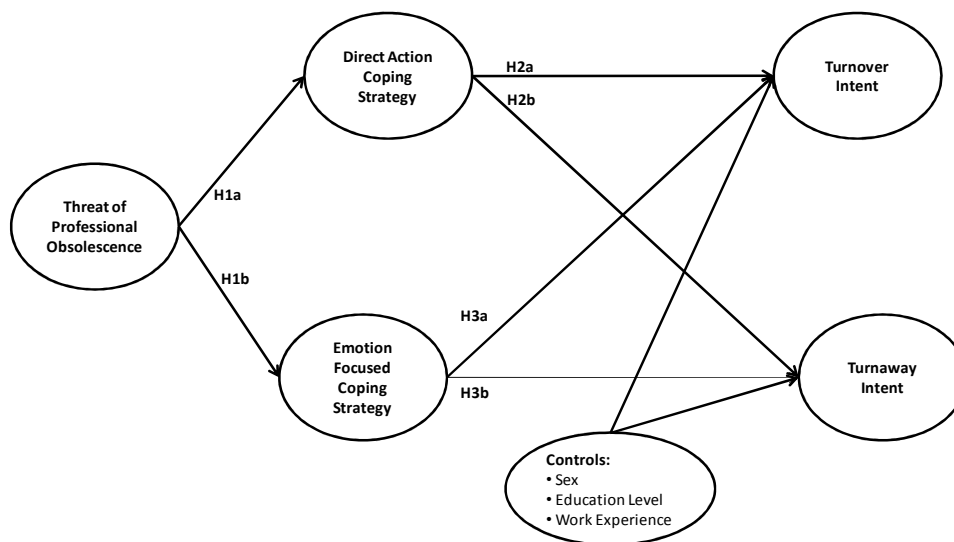 Direct Action
Coping
Strategy
H2a
H2b
Turnover
Intent
Threat of
Professional
Obsolescence
H1a
H1b
Emotion
Focused
Coping
Strategy
H3a
H3b
Turnaway
Intent
Controls:
• Sex
• Education Level
• Work Experience